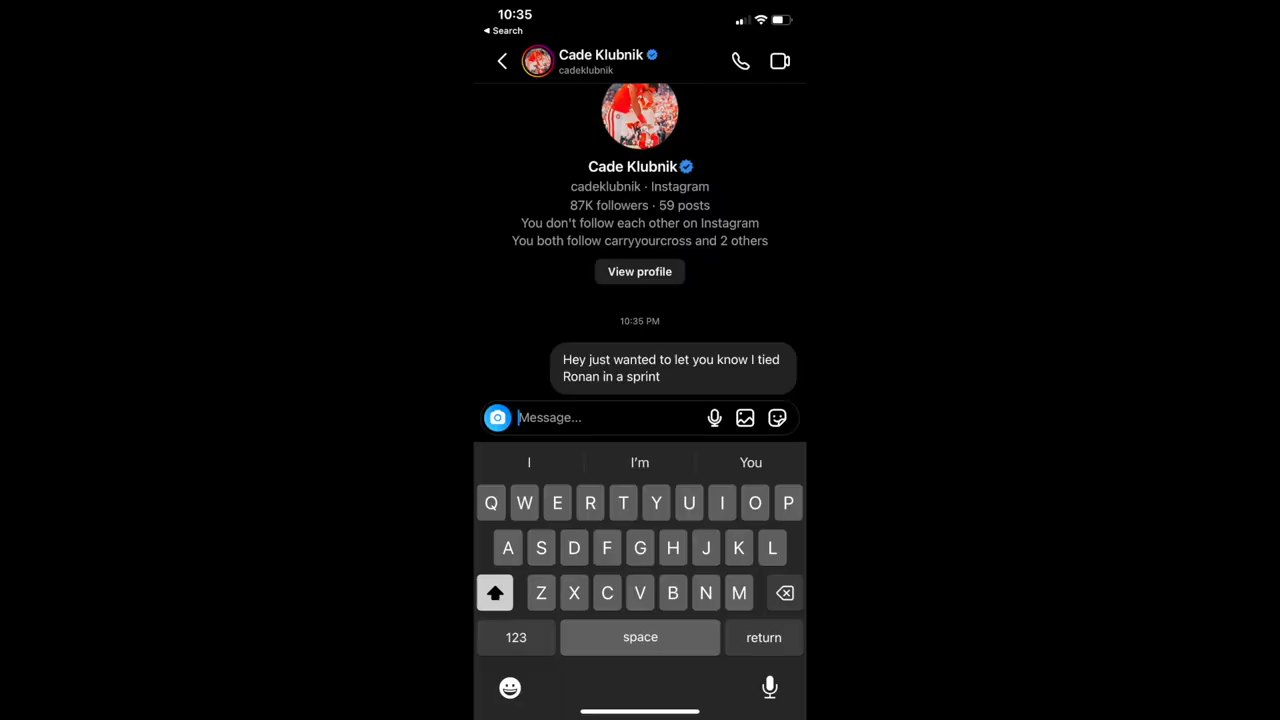 10:35
◀ Search
Cade Klubnik
cadeklubnik
Cade Klubnik
cadeklubnik · Instagram
87K followers · 59 posts
You don't follow each other on Instagram
You both follow carryyourcross and 2 others
View profile
10:35 PM
Hey just wanted to let you know I tied
Ronan in a sprint
Message...
I I'm You
Q W E R T Y U I O P
A S D F G H J K L
Z X C V B N M
123 space return